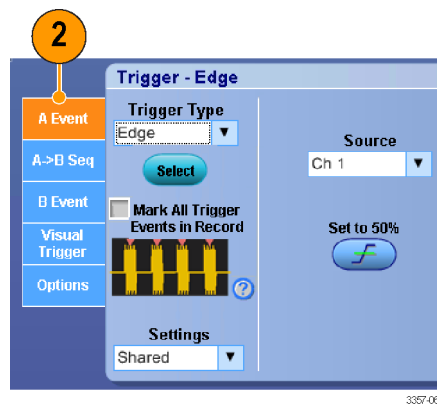 2
Trigger - Edge
A Event
A->B Seq
B Event
Visual
Trigger
Options
Trigger Type
Edge
Select
Mark All Trigger
Events in Record
?
Settings
Shared
Source
Ch 1
Set to 50%